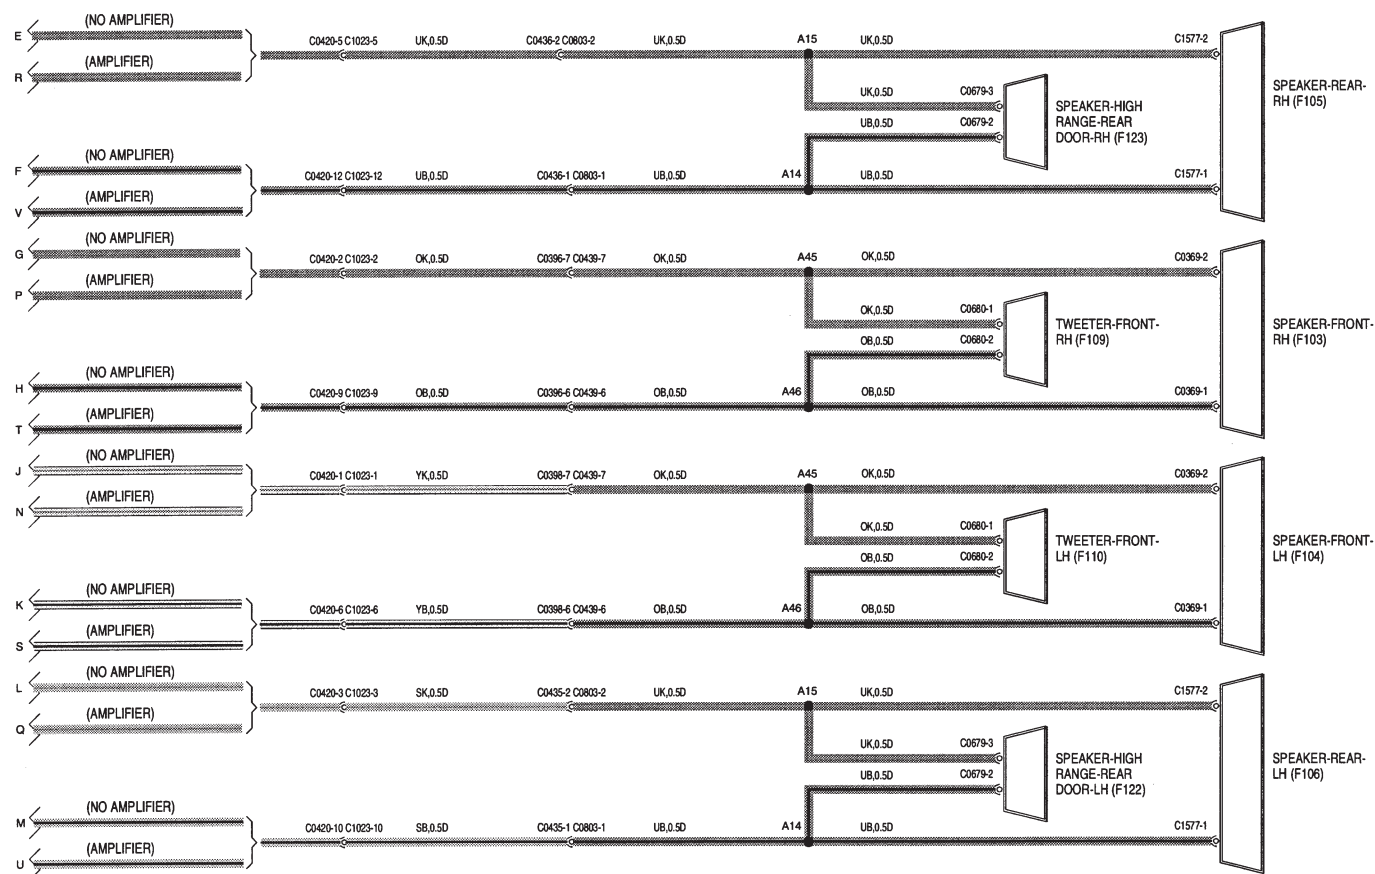 (NO AMPLIFIER)
E
(AMPLIFIER)
R
C0420-5 C1023-5 UK,0.5D C0436-2 C0803-2 UK,0.5D A15 UK,0.5D C1577-2
UK,0.5D C0679-3
UB,0.5D C0679-2
SPEAKER-HIGH
RANGE-REAR
DOOR-RH (F123)
SPEAKER-REAR-
RH (F105)
(NO AMPLIFIER)
F
(AMPLIFIER)
V
C0420-12 C1023-12 UB,0.5D C0436-1 C0803-1 UB,0.5D A14 UB,0.5D C1577-1
(NO AMPLIFIER)
G
(AMPLIFIER)
P
C0420-2 C1023-2 OK,0.5D C0396-7 C0439-7 OK,0.5D A45 OK,0.5D C0369-2
OK,0.5D C0680-1
OB,0.5D C0680-2
TWEETER-FRONT-
RH (F109)
SPEAKER-FRONT-
RH (F103)
(NO AMPLIFIER)
H
(AMPLIFIER)
T
C0420-9 C1023-9 OB,0.5D C0396-6 C0439-6 OB,0.5D A46 OB,0.5D C0369-1
(NO AMPLIFIER)
J
(AMPLIFIER)
N
C0420-1 C1023-1 YK,0.5D C0398-7 C0439-7 OK,0.5D A45 OK,0.5D C0369-2
OK,0.5D C0680-1
OB,0.5D C0680-2
TWEETER-FRONT-
LH (F110)
SPEAKER-FRONT-
LH (F104)
(NO AMPLIFIER)
K
(AMPLIFIER)
S
C0420-6 C1023-6 YB,0.5D C0398-6 C0439-6 OB,0.5D A46 OB,0.5D C0369-1
(NO AMPLIFIER)
L
(AMPLIFIER)
Q
C0420-3 C1023-3 SK,0.5D C0435-2 C0803-2 UK,0.5D A15 UK,0.5D C1577-2
UK,0.5D C0679-3
UB,0.5D C0679-2
SPEAKER-HIGH
RANGE-REAR
DOOR-LH (F122)
SPEAKER-REAR-
LH (F106)
(NO AMPLIFIER)
M
(AMPLIFIER)
U
C0420-10 C1023-10 SB,0.5D C0435-1 C0803-1 UB,0.5D A14 UB,0.5D C1577-1